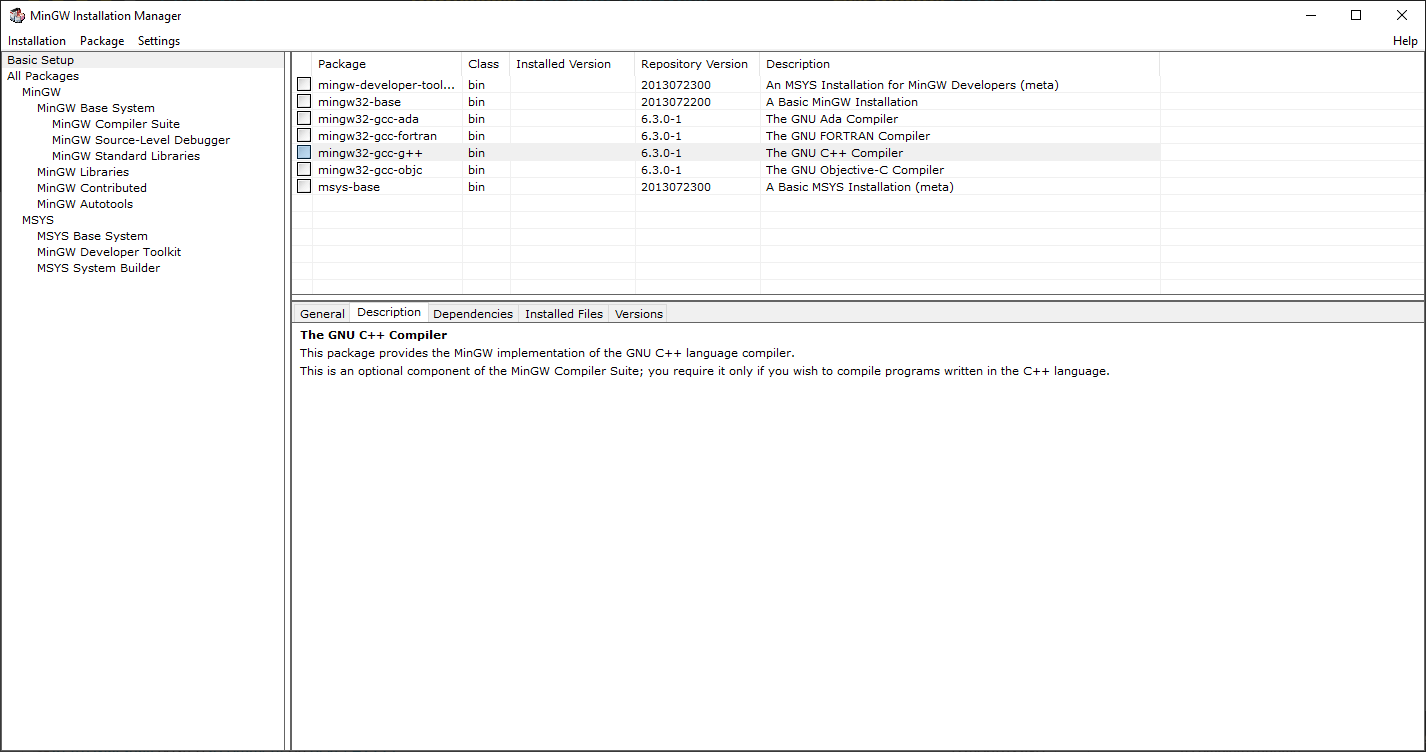 MinGW Installation Manager
Installation Package Settings Help
Basic Setup
All Packages
MinGW
MinGW Base System
MinGW Compiler Suite
MinGW Source-Level Debugger
MinGW Standard Libraries
MinGW Libraries
MinGW Contributed
MinGW Autotools
MSYS
MSYS Base System
MinGW Developer Toolkit
MSYS System Builder
Package Class Installed Version Repository Version Description
mingw-developer-tool... bin 2013072300 An MSYS Installation for MinGW Developers (meta)
mingw32-base bin 2013072200 A Basic MinGW Installation
mingw32-gcc-ada bin 6.3.0-1 The GNU Ada Compiler
mingw32-gcc-fortran bin 6.3.0-1 The GNU FORTRAN Compiler
mingw32-gcc-g++ bin 6.3.0-1 The GNU C++ Compiler
mingw32-gcc-objc bin 6.3.0-1 The GNU Objective-C Compiler
msys-base bin 2013072300 A Basic MSYS Installation (meta)
General Description Dependencies Installed Files Versions
The GNU C++ Compiler
This package provides the MinGW implementation of the GNU C++ language compiler.
This is an optional component of the MinGW Compiler Suite; you require it only if you wish to compile programs written in the C++ language.